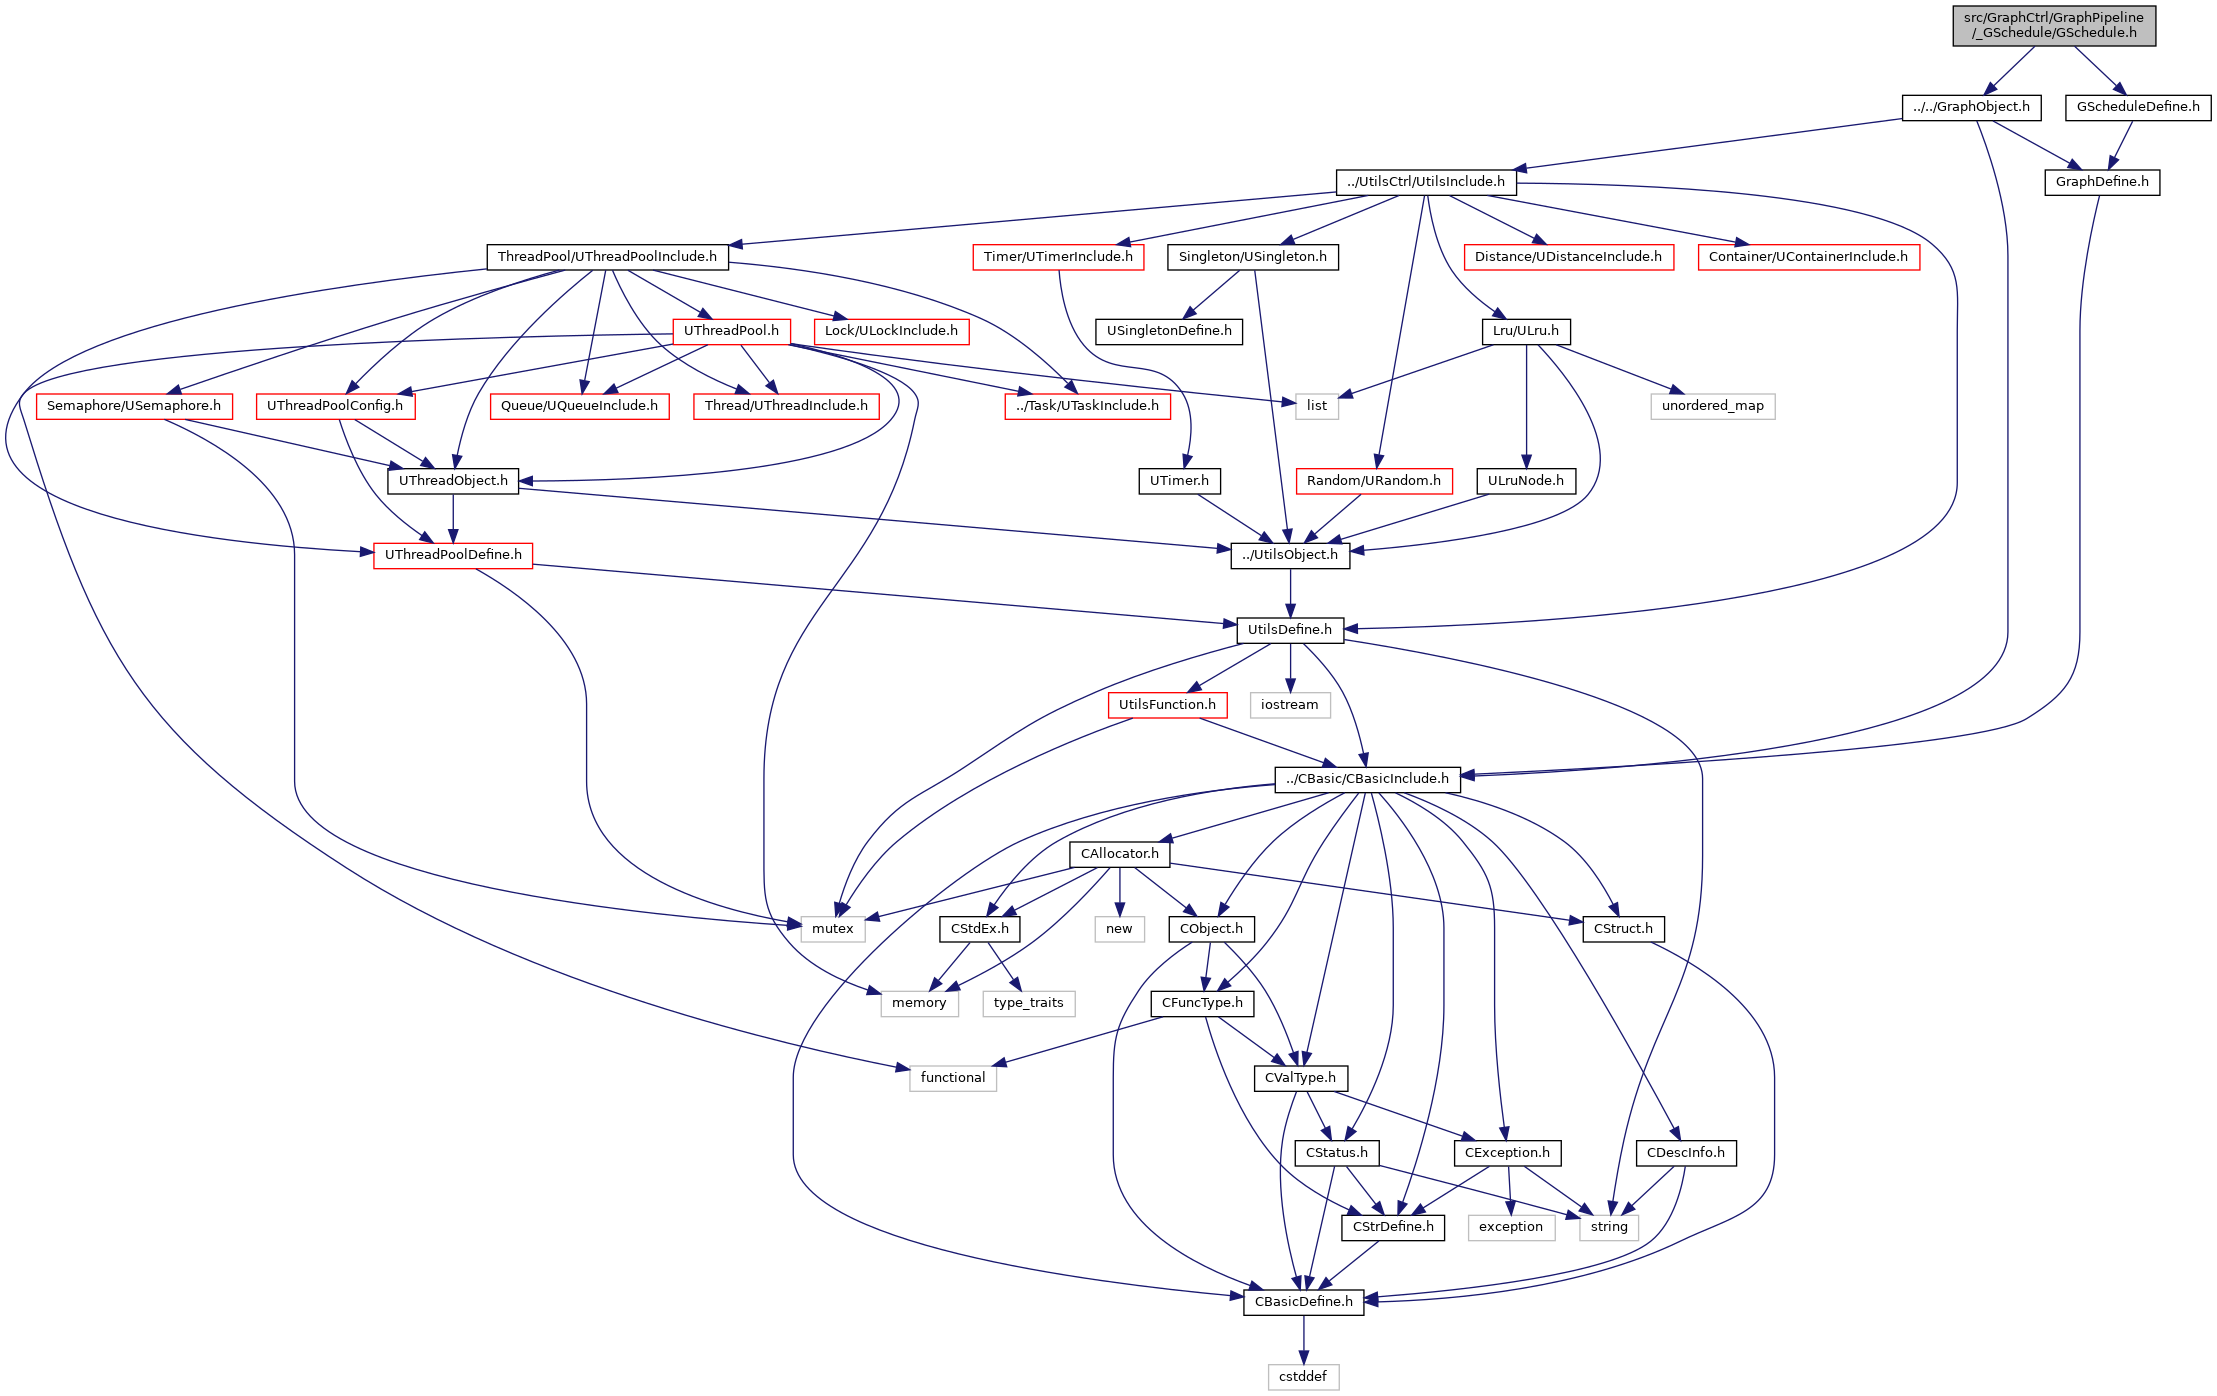 src/GraphCtrl/GraphPipeline
/_GSchedule/GSchedule.h
../../GraphObject.h
GScheduleDefine.h
../UtilsCtrl/UtilsInclude.h
GraphDefine.h
ThreadPool/UThreadPoolInclude.h
Timer/UTimerInclude.h
Singleton/USingleton.h
Distance/UDistanceInclude.h
Container/UContainerInclude.h
UThreadPool.h
Lock/ULockInclude.h
USingletonDefine.h
Lru/ULru.h
Semaphore/USemaphore.h
UThreadPoolConfig.h
Queue/UQueueInclude.h
Thread/UThreadInclude.h
../Task/UTaskInclude.h
list
unordered_map
UThreadObject.h
UTimer.h
Random/URandom.h
ULruNode.h
UThreadPoolDefine.h
../UtilsObject.h
UtilsDefine.h
UtilsFunction.h
iostream
../CBasic/CBasicInclude.h
CAllocator.h
mutex
CStdEx.h
new
CObject.h
CStruct.h
memory
type_traits
CFuncType.h
functional
CValType.h
CStatus.h
CException.h
CDescInfo.h
CStrDefine.h
exception
string
CBasicDefine.h
cstddef